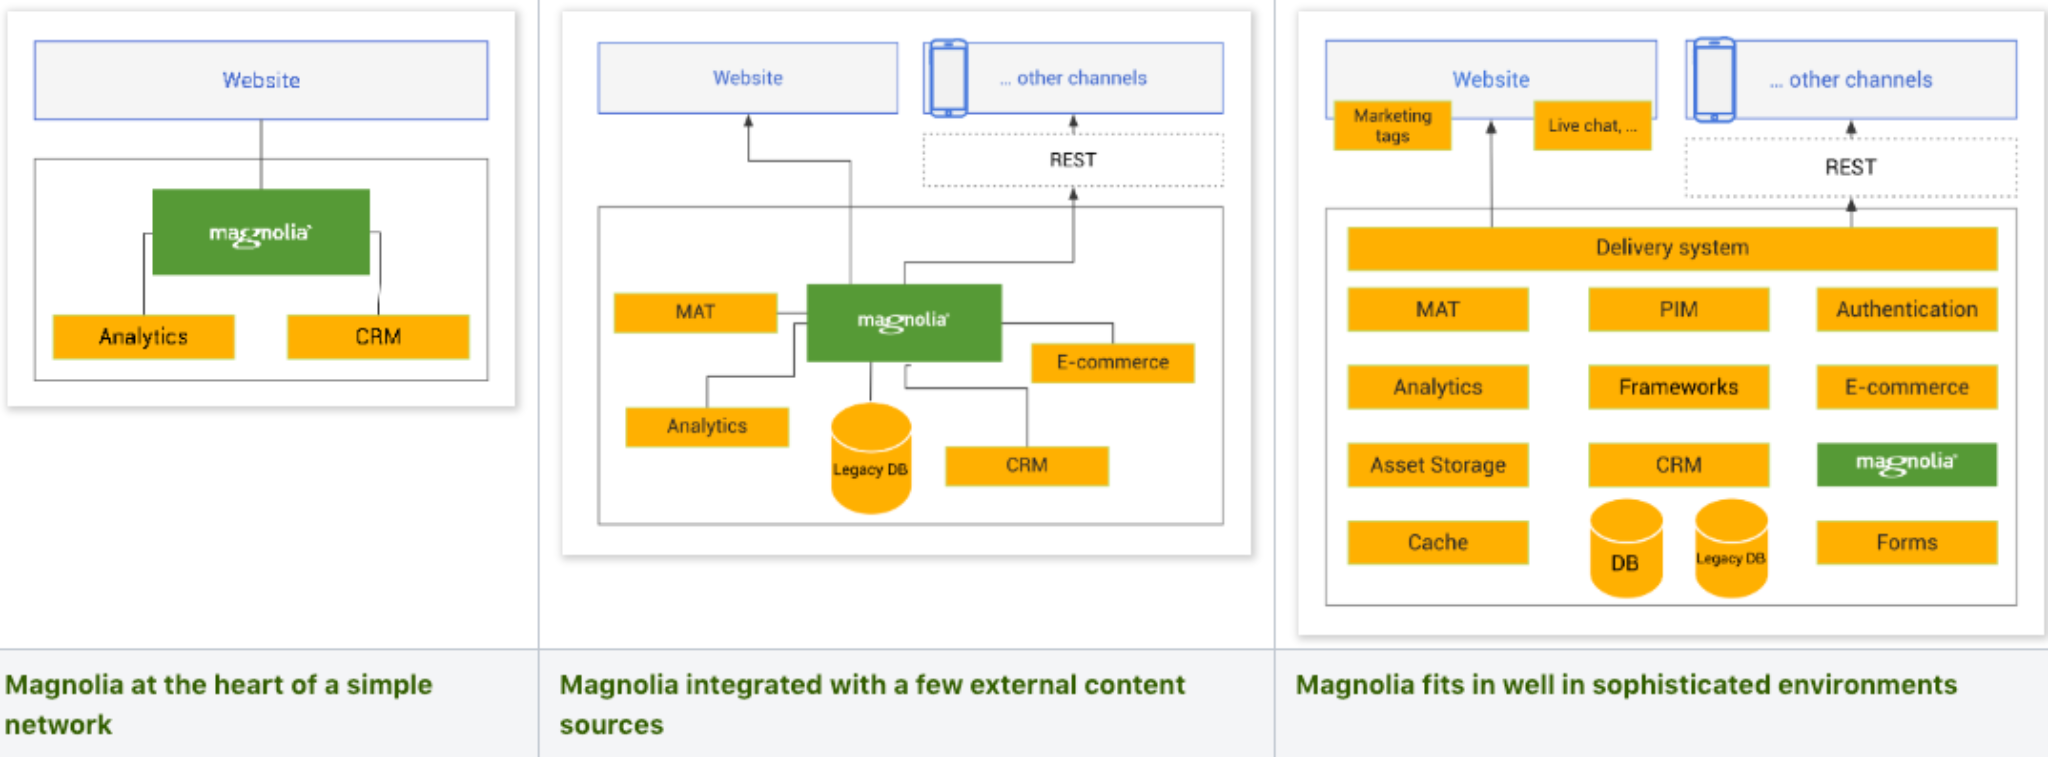 Website
magnolia
Analytics
CRM
Magnolia at the heart of a simple
network
Website
... other channels
REST
MAT
magnolia
E-commerce
Analytics
Legacy DB
CRM
Magnolia integrated with a few external content
sources
Website
... other channels
Marketing
tags
Live chat, ...
REST
Delivery system
MAT
PIM
Authentication
Analytics
Frameworks
E-commerce
Asset Storage
CRM
magnolia
Cache
DB
Legacy DB
Forms
Magnolia fits in well in sophisticated environments